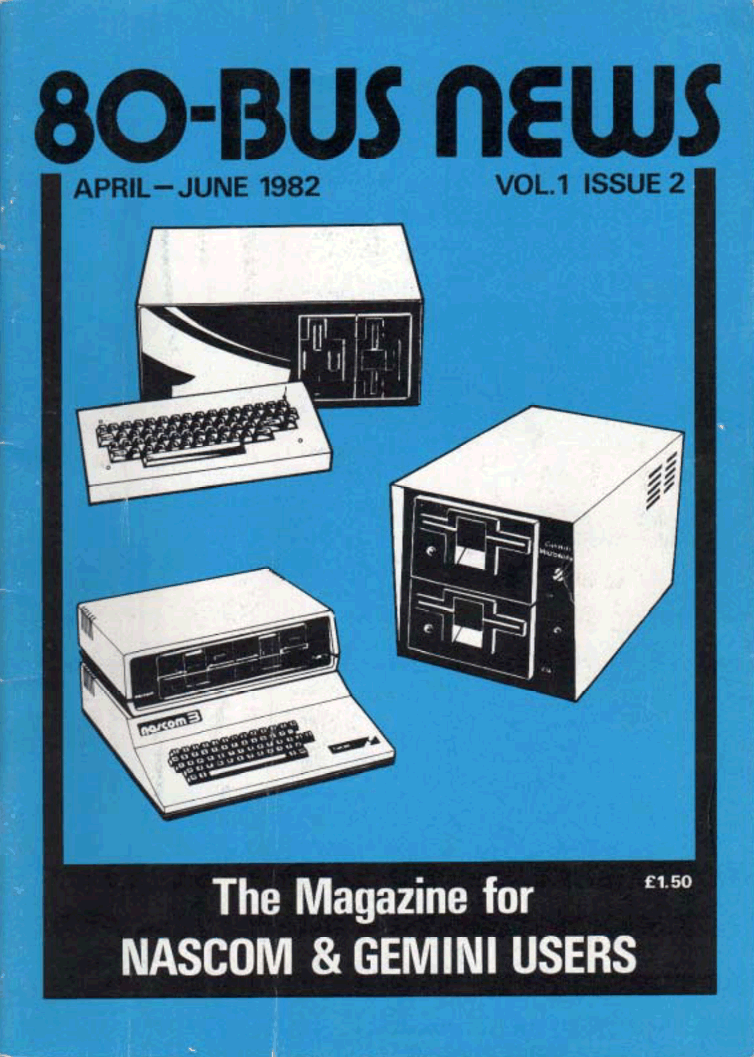 80-BUS NEWS
APRIL — JUNE 1982
VOL.1 ISSUE 2
nascom 3
£1.50
The Magazine for
NASCOM & GEMINI USERS